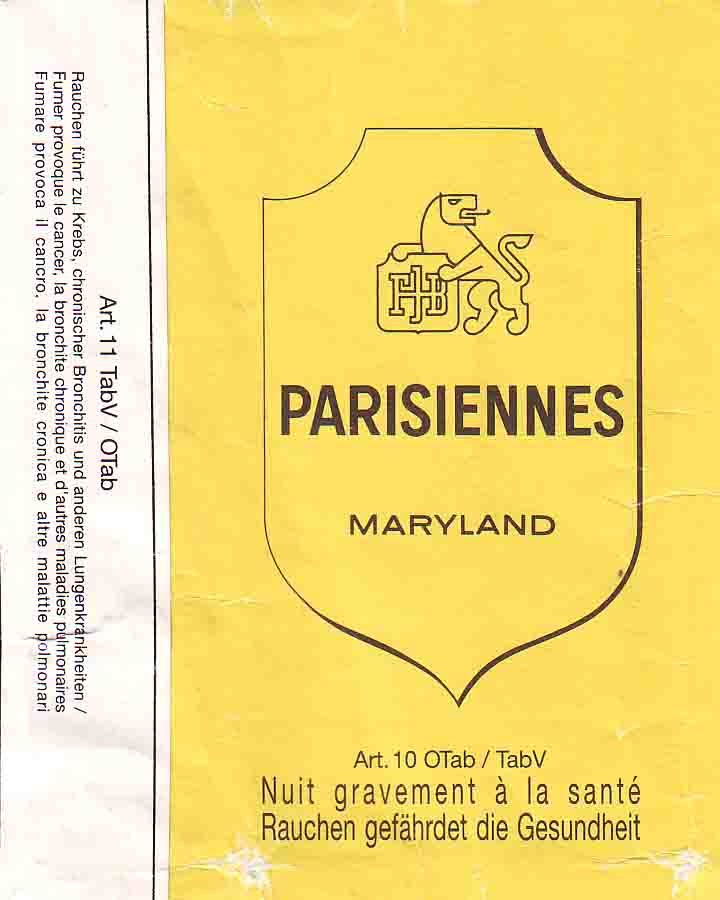 Art. 11 TabV / OTab
Rauchen führt zu Krebs, chronischer Bronchitis und anderen Lungenkrankheiten /
Fumer provoque le cancer, la bronchite chronique et d'autres maladies pulmonaires
Fumare provoca il cancro, la bronchite cronica e altre malattie polmonari
FJB
PARISIENNES
MARYLAND
Art. 10 OTab / TabV
Nuit gravement à la santé
Rauchen gefährdet die Gesundheit